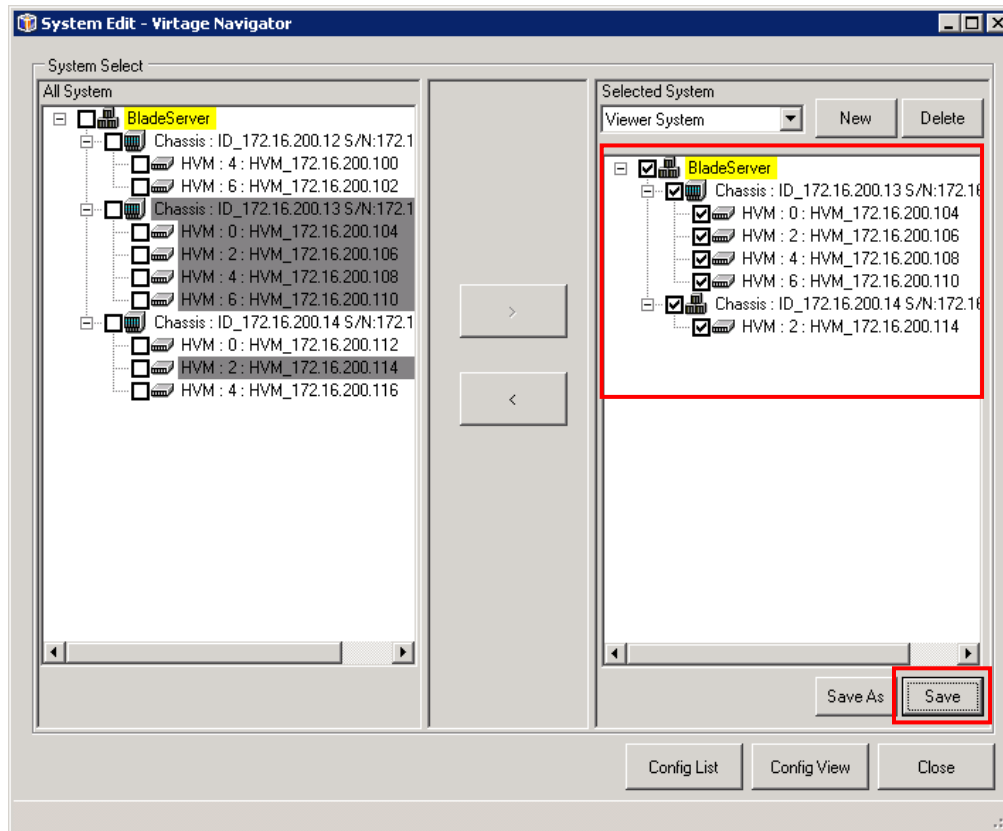 System Edit - Virtage Navigator
System Select
All System
BladeServer
Chassis : ID_172.16.200.12 S/N:172.1
HVM : 4 : HVM_172.16.200.100
HVM : 6 : HVM_172.16.200.102
Chassis : ID_172.16.200.13 S/N:172.1
HVM : 0 : HVM_172.16.200.104
HVM : 2 : HVM_172.16.200.106
HVM : 4 : HVM_172.16.200.108
HVM : 6 : HVM_172.16.200.110
Chassis : ID_172.16.200.14 S/N:172.1
HVM : 0 : HVM_172.16.200.112
HVM : 2 : HVM_172.16.200.114
HVM : 4 : HVM_172.16.200.116
>
<
Selected System
Viewer System
New
Delete
BladeServer
Chassis : ID_172.16.200.13 S/N:172.16
HVM : 0 : HVM_172.16.200.104
HVM : 2 : HVM_172.16.200.106
HVM : 4 : HVM_172.16.200.108
HVM : 6 : HVM_172.16.200.110
Chassis : ID_172.16.200.14 S/N:172.16
HVM : 2 : HVM_172.16.200.114
Save As
Save
Config List
Config View
Close